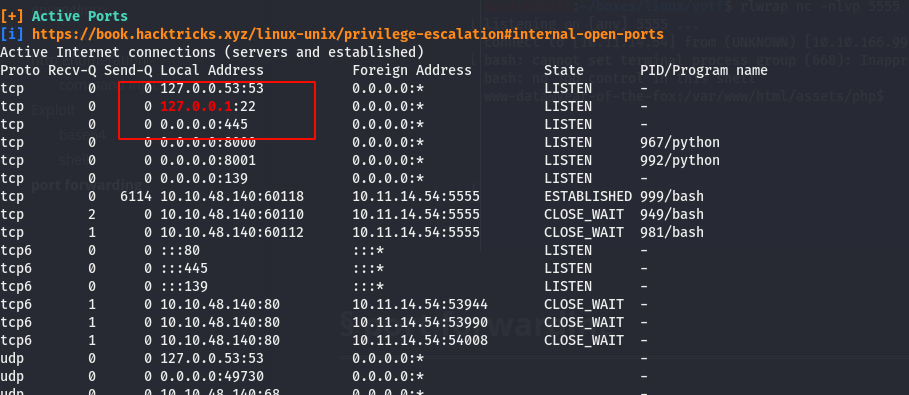 [+] Active Ports
[i] https://book.hacktricks.xyz/linux-unix/privilege-escalation#internal-open-ports
Active Internet connections (servers and established)
Proto Recv-Q Send-Q Local Address Foreign Address State PID/Program name
tcp 0 0 127.0.0.53:53 0.0.0.0:* LISTEN -
tcp 0 0 127.0.0.1:22 0.0.0.0:* LISTEN -
tcp 0 0 0.0.0.0:445 0.0.0.0:* LISTEN -
tcp 0 0 0.0.0.0:8000 0.0.0.0:* LISTEN 967/python
tcp 0 0 0.0.0.0:8001 0.0.0.0:* LISTEN 992/python
tcp 0 0 0.0.0.0:139 0.0.0.0:* LISTEN -
tcp 0 6114 10.10.48.140:60118 10.11.14.54:5555 ESTABLISHED 999/bash
tcp 2 0 10.10.48.140:60110 10.11.14.54:5555 CLOSE_WAIT 949/bash
tcp 1 0 10.10.48.140:60112 10.11.14.54:5555 CLOSE_WAIT 981/bash
tcp6 0 0 :::80 :::* LISTEN -
tcp6 0 0 :::445 :::* LISTEN -
tcp6 0 0 :::139 :::* LISTEN -
tcp6 1 0 10.10.48.140:80 10.11.14.54:53944 CLOSE_WAIT -
tcp6 1 0 10.10.48.140:80 10.11.14.54:53990 CLOSE_WAIT -
tcp6 1 0 10.10.48.140:80 10.11.14.54:54008 CLOSE_WAIT -
udp 0 0 127.0.0.53:53 0.0.0.0:* -
udp 0 0 0.0.0.0:49730 0.0.0.0:* -
udp 0 0 10.10.48.140:68 0.0.0.0:* -